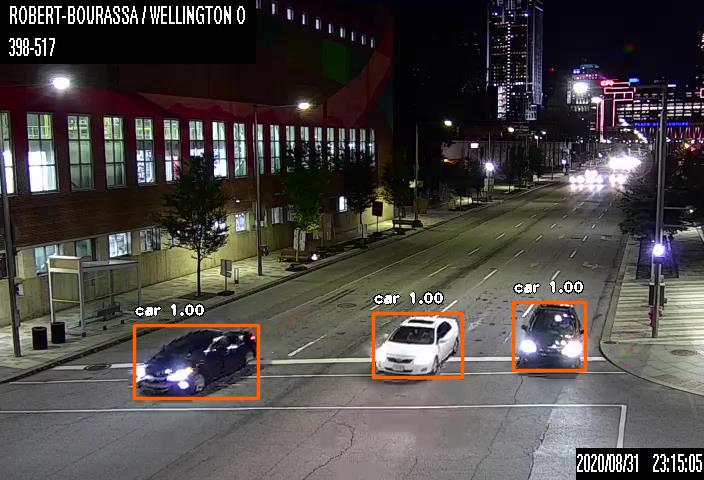 ROBERT-BOURASSA / WELLINGTON O
398-517
car 1.00
car 1.00
car 1.00
2020/08/31 23:15:05